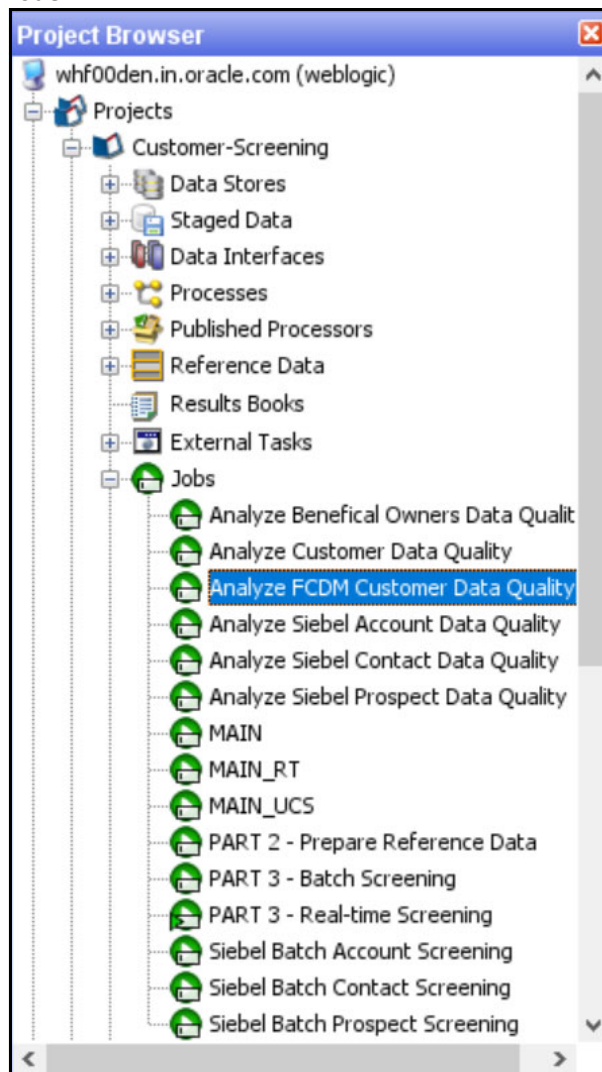 Project Browser
whf00den.in.oracle.com (weblogic)
Projects
Customer-Screening
Data Stores
Staged Data
Data Interfaces
Processes
Published Processors
Reference Data
Results Books
External Tasks
Jobs
Analyze Benefical Owners Data Qualit
Analyze Customer Data Quality
Analyze FCDM Customer Data Quality
Analyze Siebel Account Data Quality
Analyze Siebel Contact Data Quality
Analyze Siebel Prospect Data Quality
MAIN
MAIN_RT
MAIN_UCS
PART 2 - Prepare Reference Data
PART 3 - Batch Screening
PART 3 - Real-time Screening
Siebel Batch Account Screening
Siebel Batch Contact Screening
Siebel Batch Prospect Screening